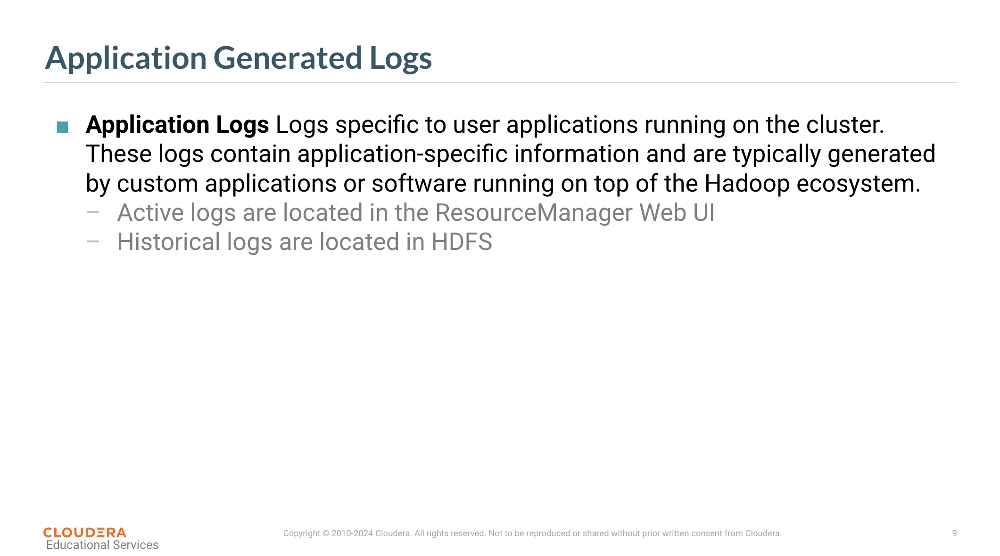 Application Generated Logs
■ Application Logs Logs specific to user applications running on the cluster.
These logs contain application-specific information and are typically generated
by custom applications or software running on top of the Hadoop ecosystem.
– Active logs are located in the ResourceManager Web UI
– Historical logs are located in HDFS
CLOUDERA
Educational Services
Copyright © 2010-2024 Cloudera. All rights reserved. Not to be reproduced or shared without prior written consent from Cloudera.
9